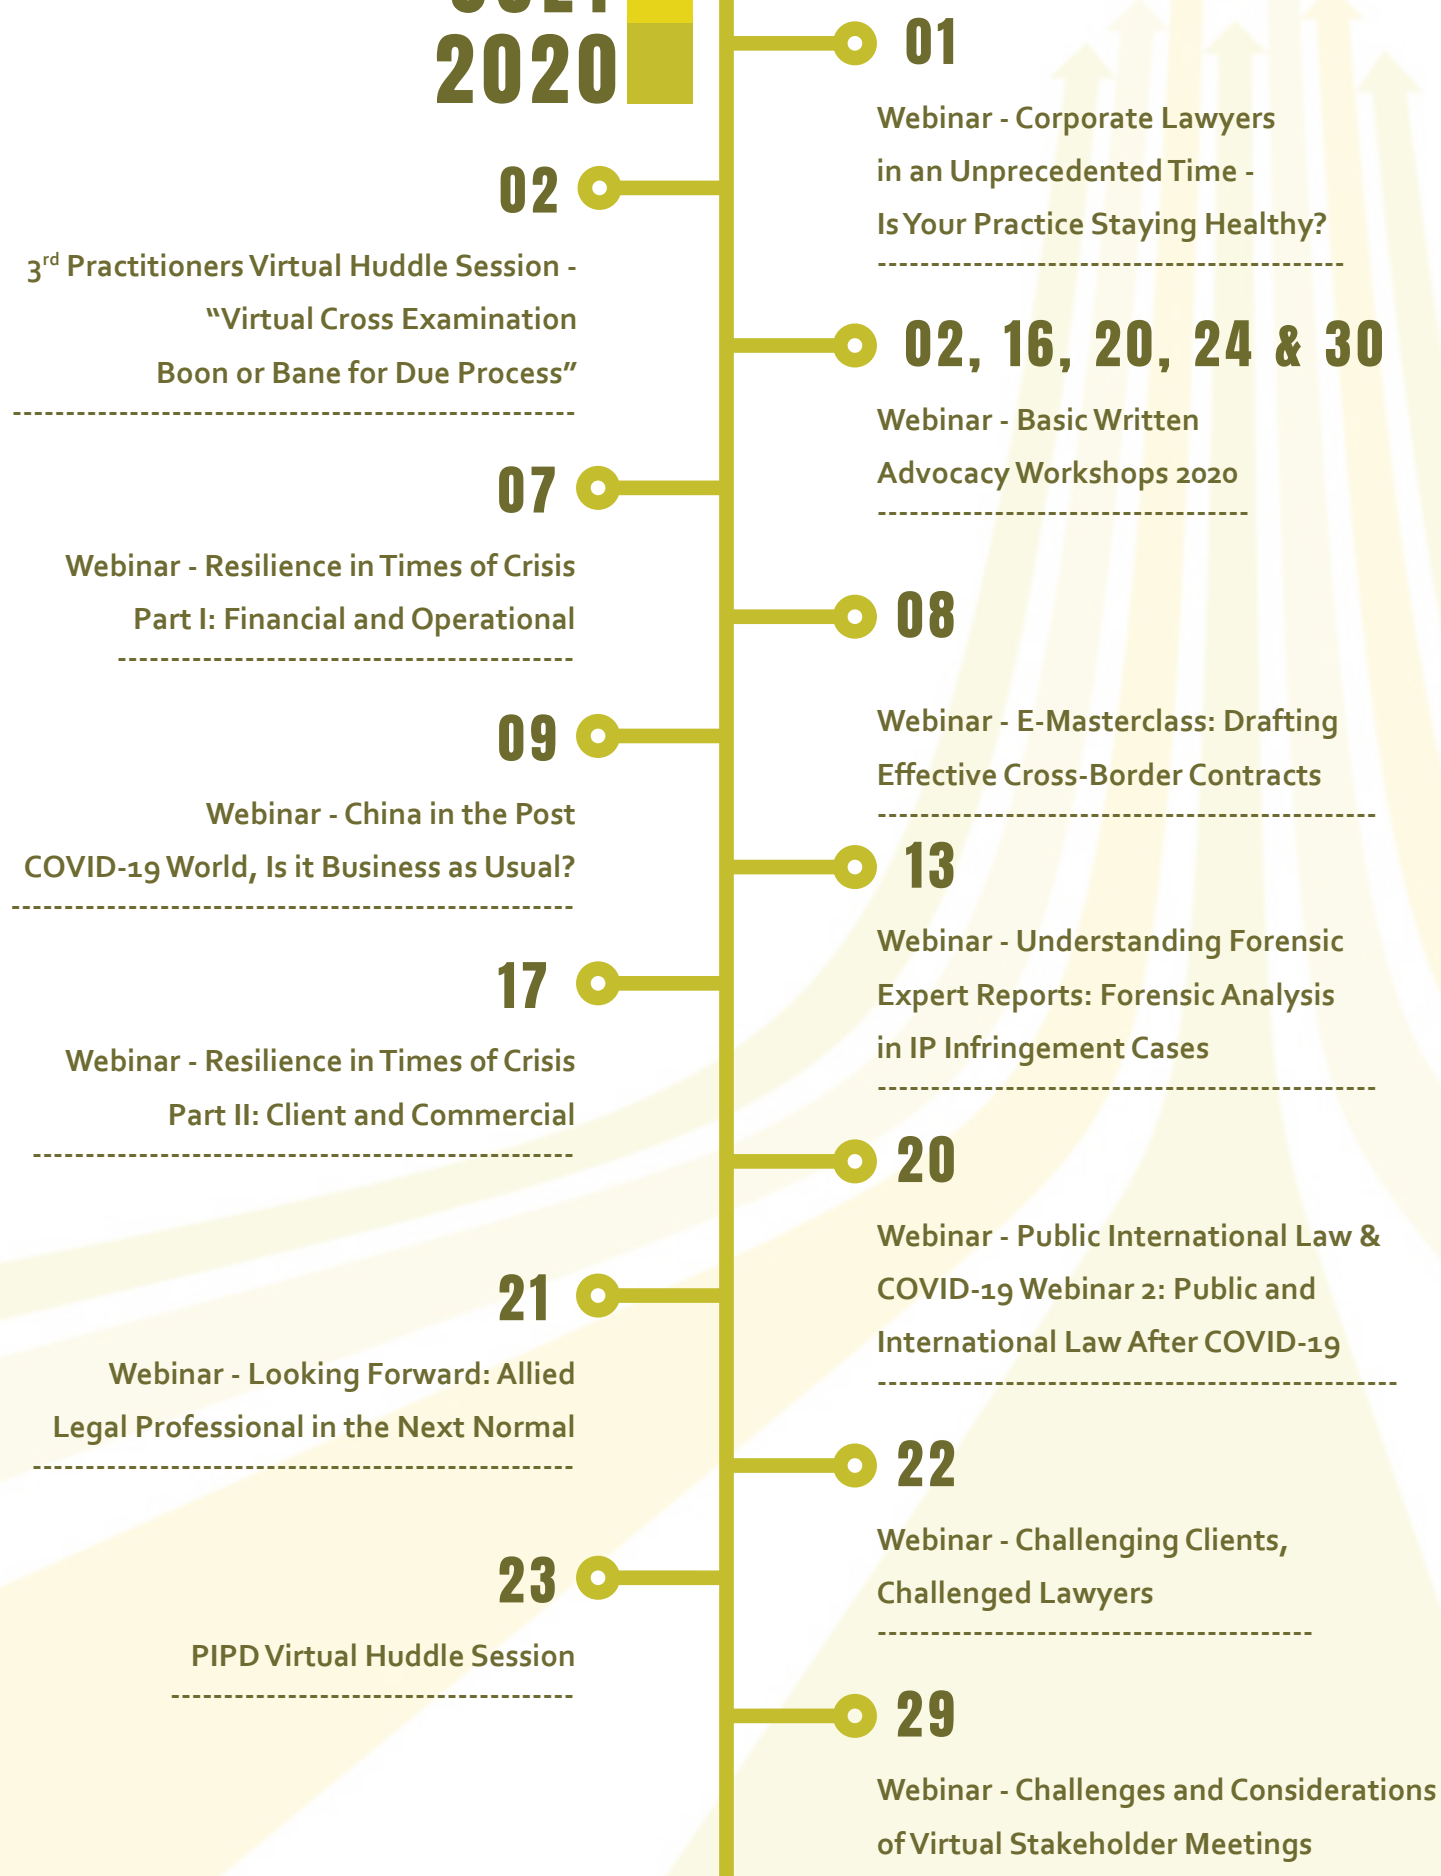 2020
02
3rd Practitioners Virtual Huddle Session -
“Virtual Cross Examination
Boon or Bane for Due Process”
07
Webinar - Resilience in Times of Crisis
Part I: Financial and Operational
09
Webinar - China in the Post
COVID-19 World, Is it Business as Usual?
17
Webinar - Resilience in Times of Crisis
Part II: Client and Commercial
21
Webinar - Looking Forward: Allied
Legal Professional in the Next Normal
23
PIPD Virtual Huddle Session
01
Webinar - Corporate Lawyers
in an Unprecedented Time -
Is Your Practice Staying Healthy?
02, 16, 20, 24 & 30
Webinar - Basic Written
Advocacy Workshops 2020
08
Webinar - E-Masterclass: Drafting
Effective Cross-Border Contracts
13
Webinar - Understanding Forensic
Expert Reports: Forensic Analysis
in IP Infringement Cases
20
Webinar - Public International Law &
COVID-19 Webinar 2: Public and
International Law After COVID-19
22
Webinar - Challenging Clients,
Challenged Lawyers
29
Webinar - Challenges and Considerations
of Virtual Stakeholder Meetings